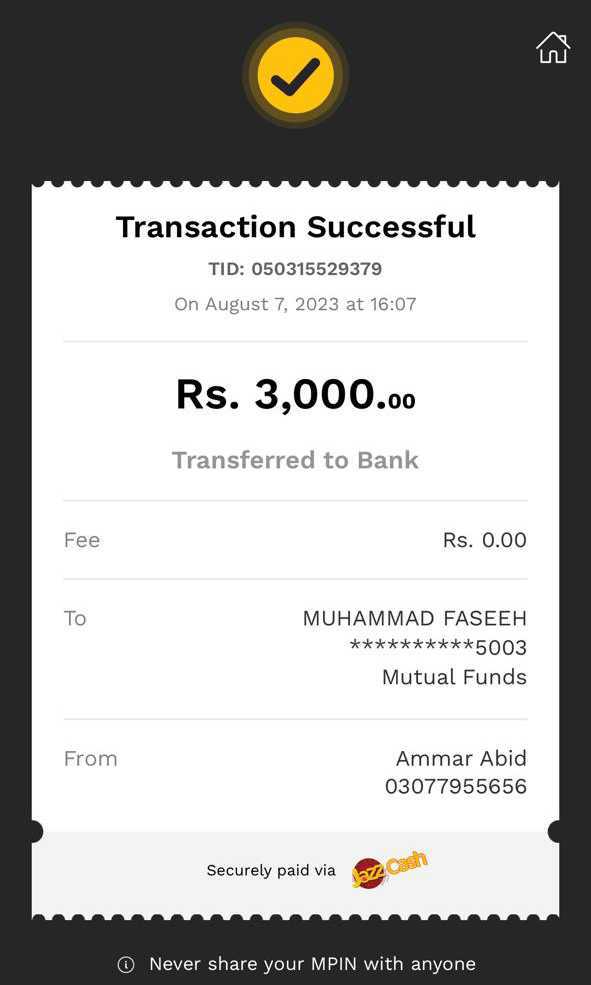 Transaction Successful
TID: 050315529379
On August 7, 2023 at 16:07
Rs. 3,000.00
Transferred to Bank
Fee Rs. 0.00
To MUHAMMAD FASEEH
**********5003
Mutual Funds
From Ammar Abid
03077955656
Securely paid via JazzCash
Never share your MPIN with anyone